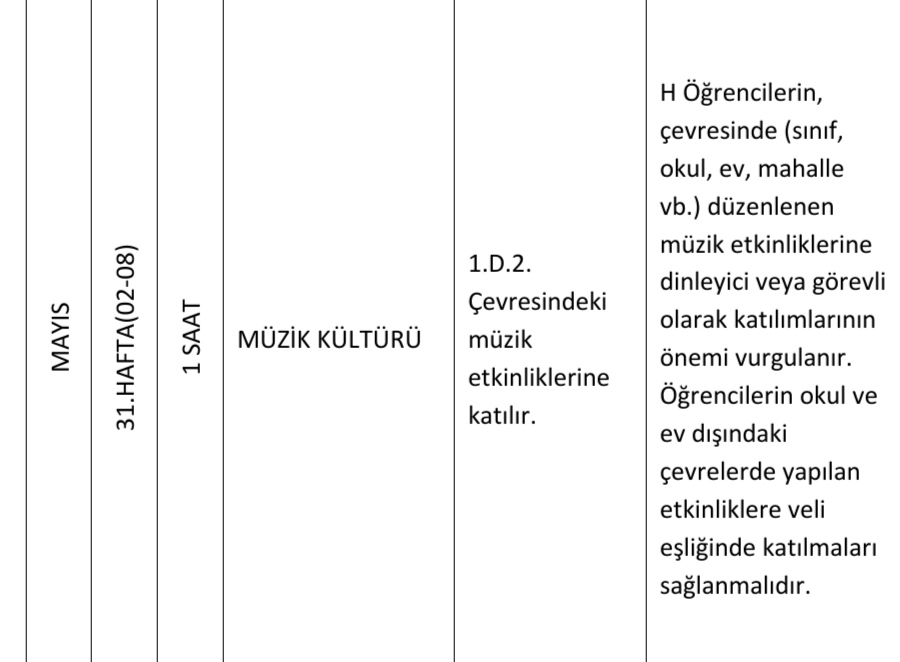 MAYIS
31.HAFTA(02-08)
1 SAAT
MÜZİK KÜLTÜRÜ
1.D.2.
Çevresindeki
müzik
etkinliklerine
katılır.
H Öğrencilerin,
çevresinde (sınıf,
okul, ev, mahalle
vb.) düzenlenen
müzik etkinliklerine
dinleyici veya görevli
olarak katılımlarının
önemi vurgulanır.
Öğrencilerin okul ve
ev dışındaki
çevrelerde yapılan
etkinliklere veli
eşliğinde katılmaları
sağlanmalıdır.